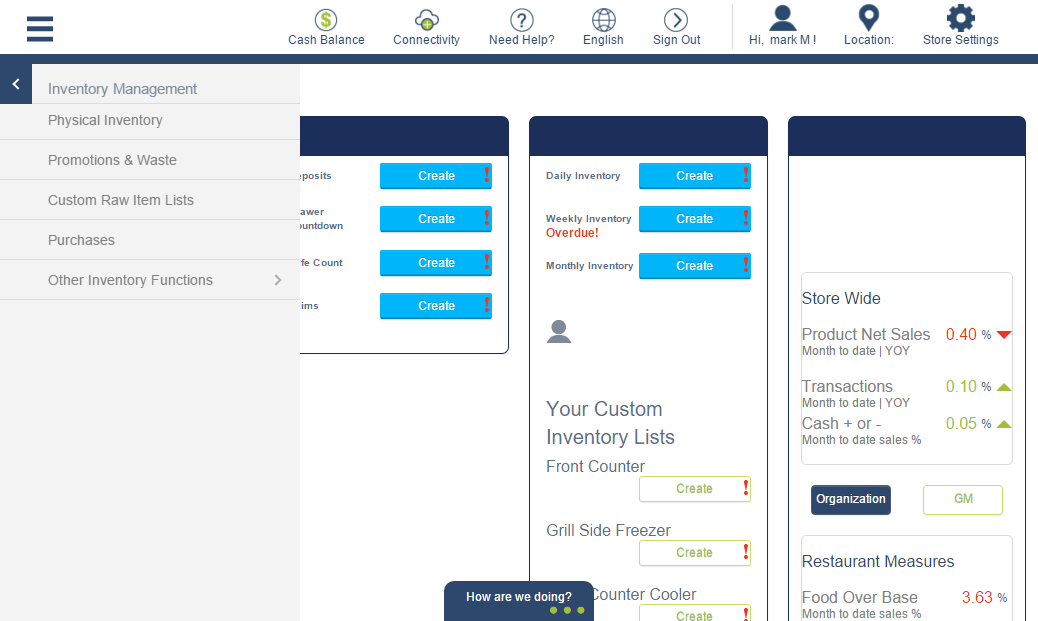 Cash Balance
Connectivity
Need Help?
English
Sign Out
Hi, mark M !
Location:
Store Settings
Inventory Management
Physical Inventory
Promotions & Waste
Custom Raw Item Lists
Purchases
Other Inventory Functions
eposits
Create !
awer
ountdown
Create !
fe Count
Create !
ims
Create !
Daily Inventory
Create !
Weekly Inventory
Overdue!
Create !
Monthly Inventory
Create !
Your Custom
Inventory Lists
Front Counter
Create !
Grill Side Freezer
Create !
Counter Cooler
Create !
Store Wide
Product Net Sales 0.40 %
Month to date | YOY
Transactions 0.10 %
Month to date | YOY
Cash + or - 0.05 %
Month to date sales %
Organization
GM
Restaurant Measures
Food Over Base 3.63 %
Month to date sales %
How are we doing?